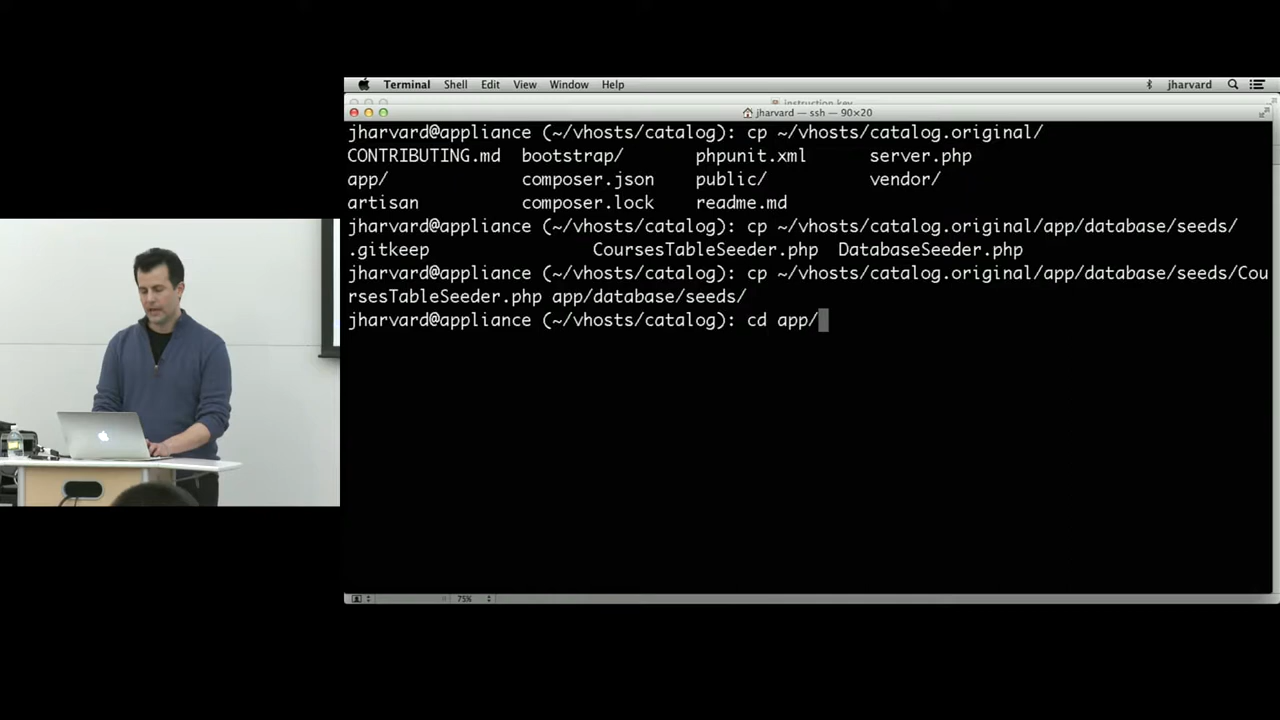 Terminal Shell Edit View Window Help jharvard
instruction key
jharvard — ssh — 90×20
jharvard@appliance (~/vhosts/catalog): cp ~/vhosts/catalog.original/
CONTRIBUTING.md bootstrap/ phpunit.xml server.php
app/ composer.json public/ vendor/
artisan composer.lock readme.md
jharvard@appliance (~/vhosts/catalog): cp ~/vhosts/catalog.original/app/database/seeds/
.gitkeep CoursesTableSeeder.php DatabaseSeeder.php
jharvard@appliance (~/vhosts/catalog): cp ~/vhosts/catalog.original/app/database/seeds/Cou
rsesTableSeeder.php app/database/seeds/
jharvard@appliance (~/vhosts/catalog): cd app/
75%